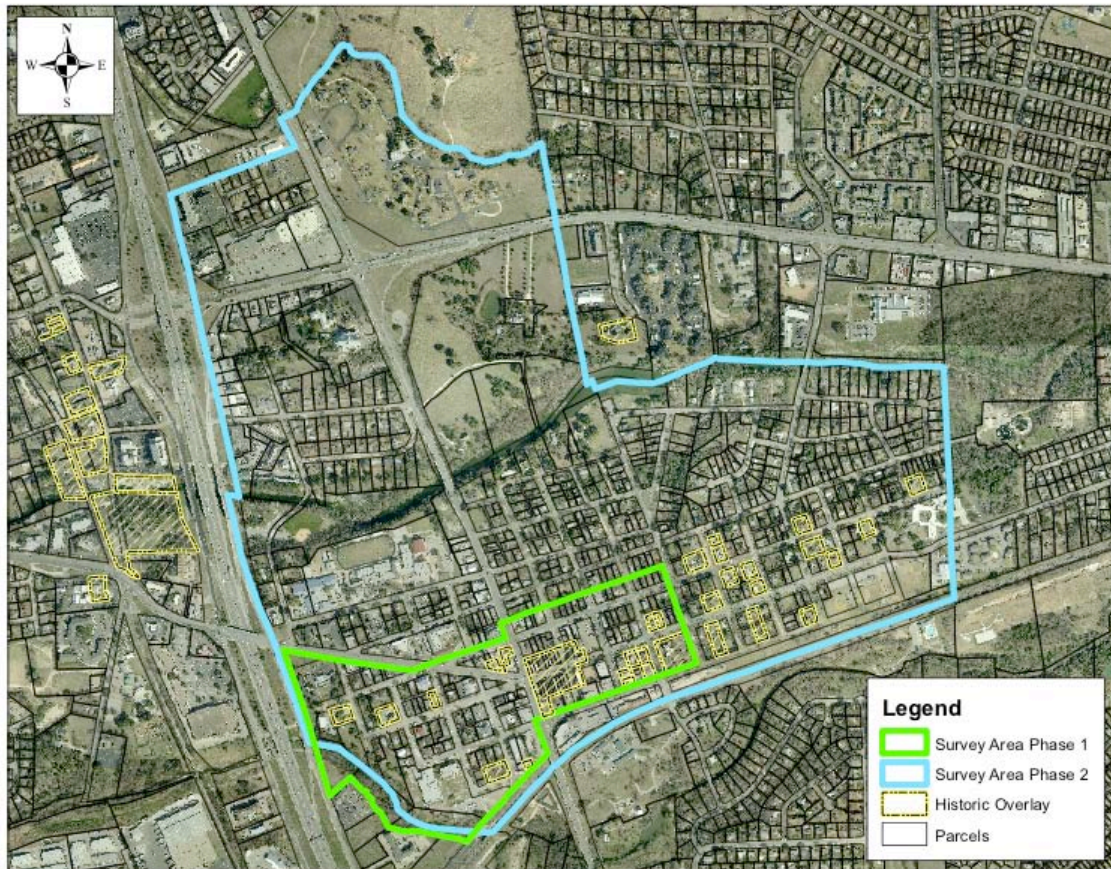 N
W E
S
Legend
Survey Area Phase 1
Survey Area Phase 2
Historic Overlay
Parcels